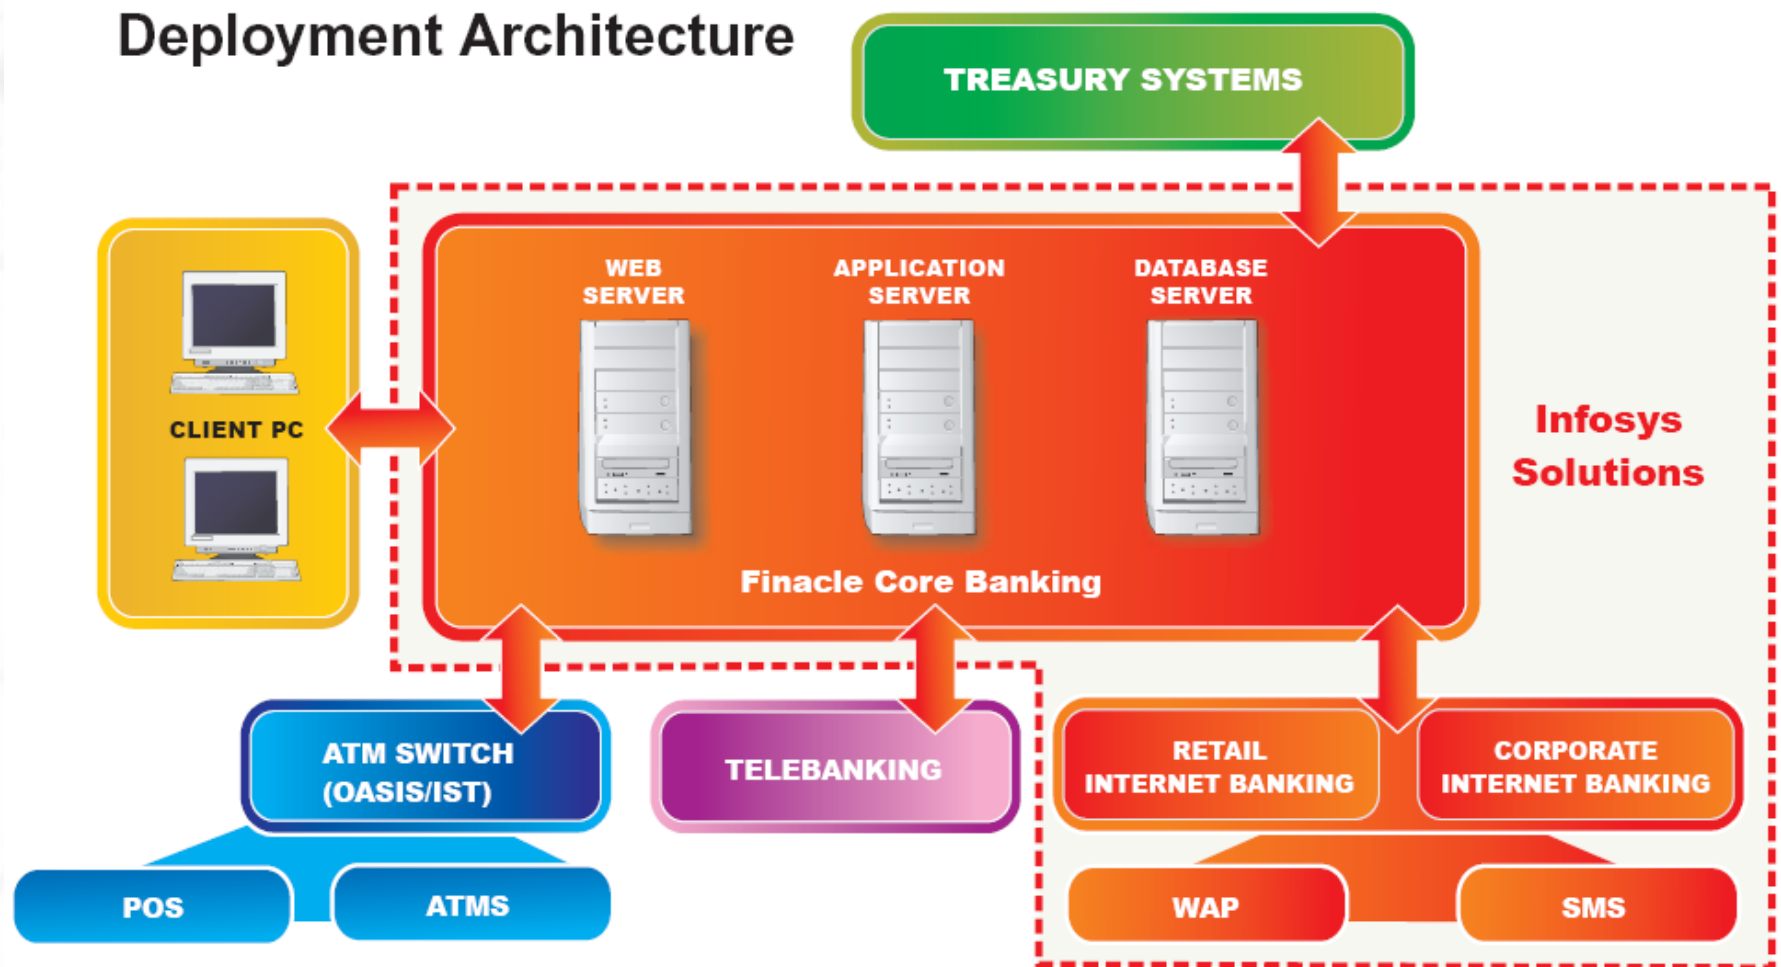 Deployment Architecture
TREASURY SYSTEMS
WEB
SERVER
APPLICATION
SERVER
DATABASE
SERVER
CLIENT PC
Infosys
Solutions
Finacle Core Banking
ATM SWITCH
(OASIS/IST)
TELEBANKING
RETAIL
INTERNET BANKING
CORPORATE
INTERNET BANKING
POS
ATMS
WAP
SMS